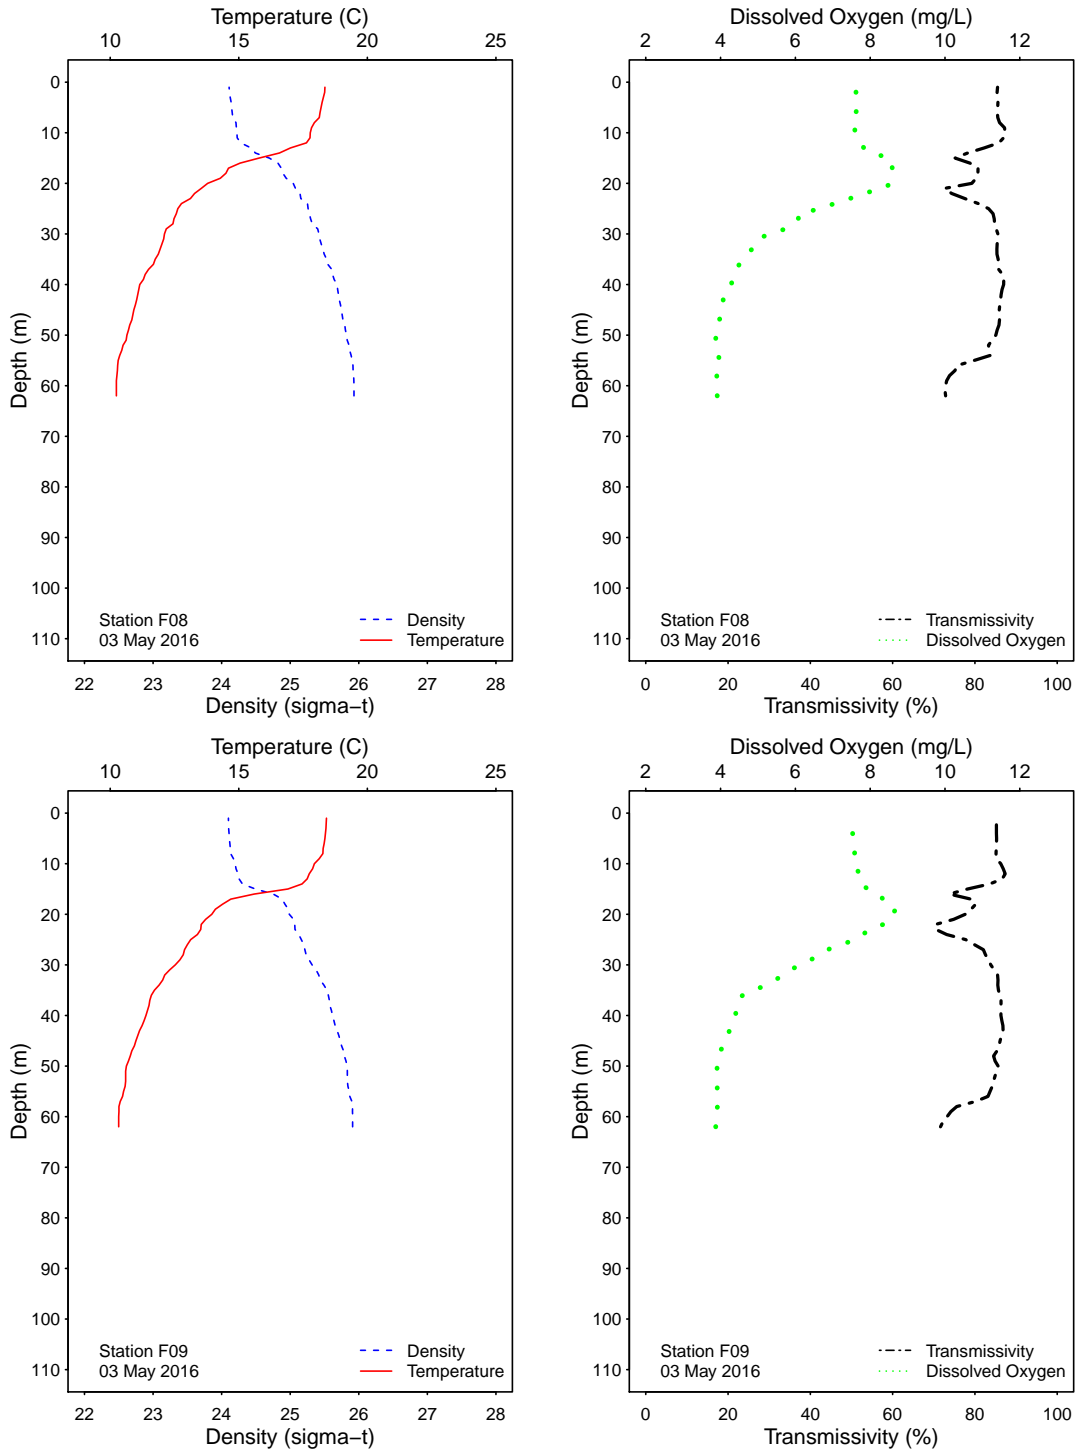 Temperature (C) Dissolved Oxygen (mg/L)
10 15 20 25 2 4 6 8 10 12
0 0
10 10
20 20
30 30
40 40
50 50
60 60
70 70
80 80
90 90
100 100
110 110
Depth (m) Depth (m)
Station F08 Density Station F08 Transmissivity
03 May 2016 Temperature 03 May 2016 Dissolved Oxygen
22 23 24 25 26 27 28 0 20 40 60 80 100
Density (sigma−t) Transmissivity (%)
Temperature (C) Dissolved Oxygen (mg/L)
10 15 20 25 2 4 6 8 10 12
0 0
10 10
20 20
30 30
40 40
50 50
60 60
70 70
80 80
90 90
100 100
110 110
Depth (m) Depth (m)
Station F09 Density Station F09 Transmissivity
03 May 2016 Temperature 03 May 2016 Dissolved Oxygen
22 23 24 25 26 27 28 0 20 40 60 80 100
Density (sigma−t) Transmissivity (%)